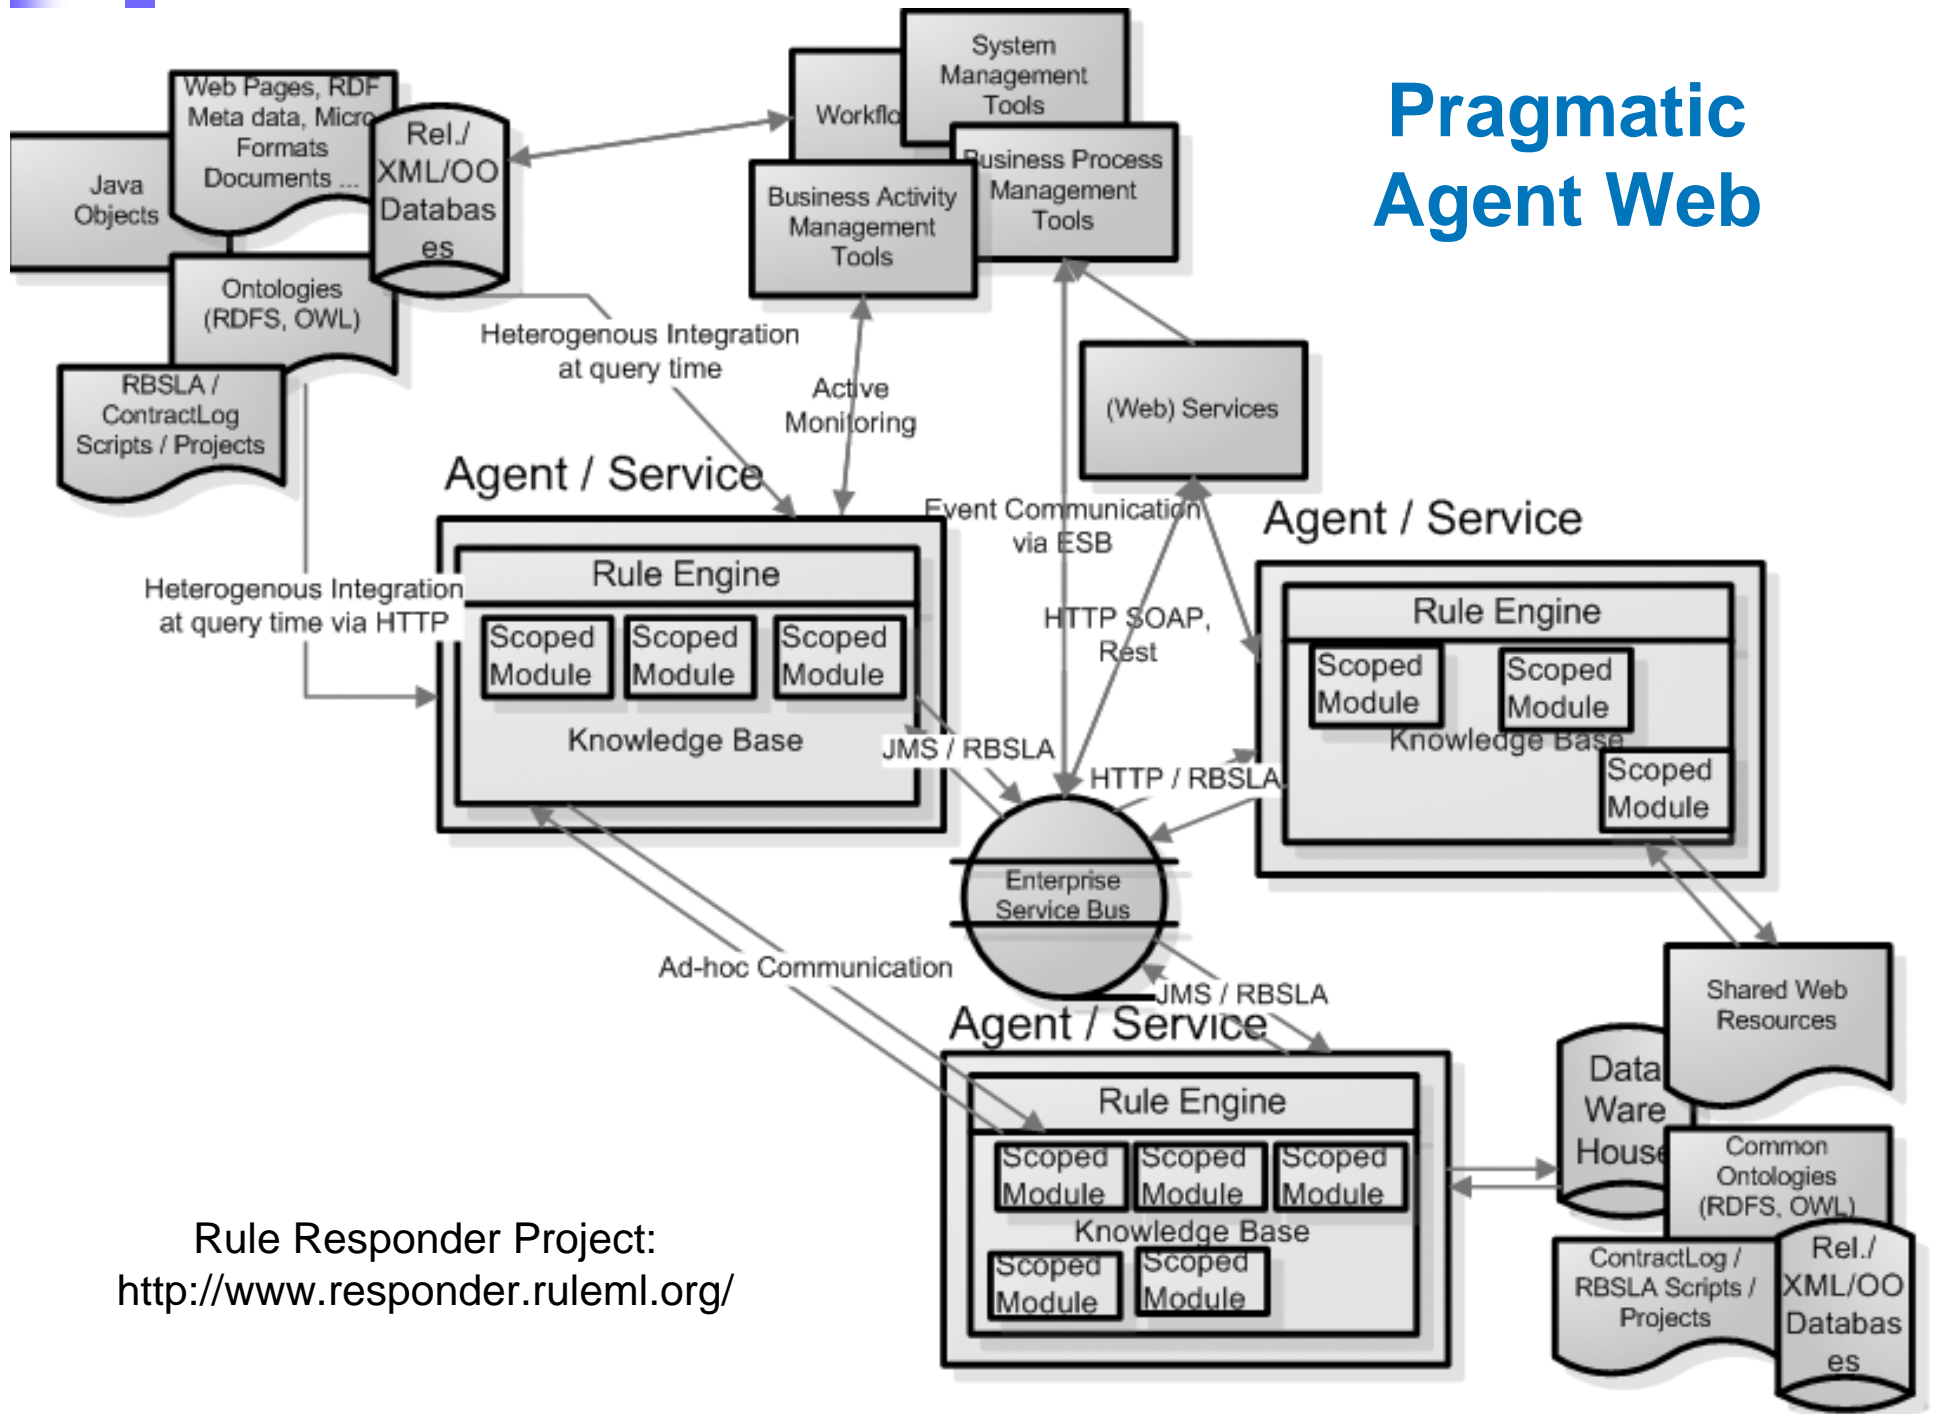 Pragmatic
Agent Web
System
Management
Tools
Workflo
Business Process
Management
Tools
Business Activity
Management
Tools
Web Pages, RDF
Meta data, Micro
Formats
Documents ...
Java
Objects
Rel./
XML/OO
Databas
es
Ontologies
(RDFS, OWL)
RBSLA /
ContractLog
Scripts / Projects
Heterogenous Integration
at query time
Active
Monitoring
(Web) Services
Event Communication
via ESB
HTTP SOAP,
Rest
Heterogenous Integration
at query time via HTTP
Agent / Service
Rule Engine
Scoped
Module
Scoped
Module
Scoped
Module
Knowledge Base
Agent / Service
Rule Engine
Scoped
Module
Scoped
Module
Knowledge Base
Scoped
Module
JMS / RBSLA
HTTP / RBSLA
Enterprise
Service Bus
Ad-hoc Communication
JMS / RBSLA
Agent / Service
Rule Engine
Scoped
Module
Scoped
Module
Scoped
Module
Knowledge Base
Scoped
Module
Scoped
Module
Shared Web
Resources
Data
Ware
House
Common
Ontologies
(RDFS, OWL)
ContractLog /
RBSLA Scripts /
Projects
Rel./
XML/OO
Databas
es
Rule Responder Project:
http://www.responder.ruleml.org/